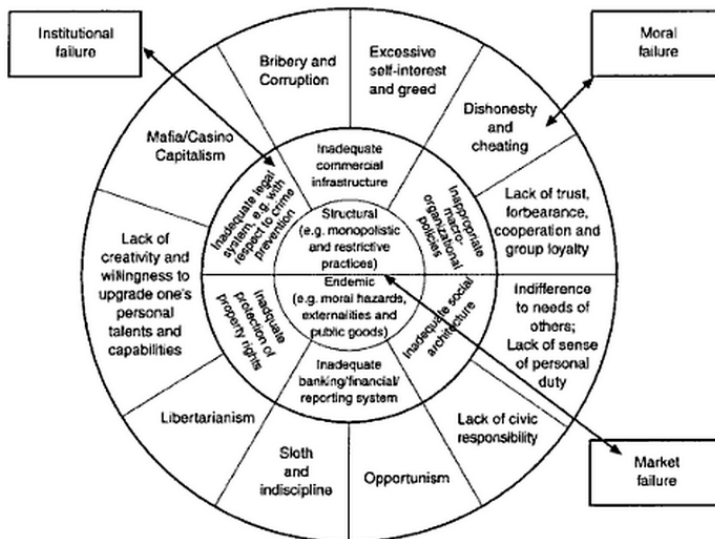 Institutional
failure
Moral
failure
Bribery and
Corruption
Excessive
self-interest
and greed
Dishonesty
and
cheating
Lack of trust,
forbearance,
cooperation and
group loyalty
Indifference
to needs of
others;
Lack of sense
of personal
duty
Lack of civic
responsibility
Opportunism
Sloth
and
indiscipline
Libertarianism
Lack of
creativity and
willingness to
upgrade one's
personal
talents and
capabilities
Mafia/Casino
Capitalism
Inadequate
commercial
infrastructure
Inappropriate
macro-
organizational
policies
Inadequate social
architecture
Inadequate
banking/financial/
reporting system
Inadquate
protection of
property rights
Inadequate legal
system, e.g. with
respect to crime
prevention
Structural
(e.g. monopolistic
and restrictive
practices)
Endemic
(e.g. moral hazards,
externalities and
public goods)
Market
failure